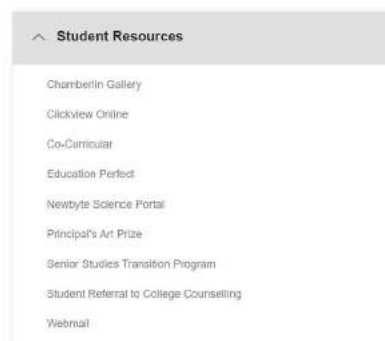 Student Resources
Chamberlin Gallery
Clickview Online
Co-Curricular
Education Perfect
Newbyte Science Portal
Principal's Art Prize
Senior Studies Transition Program
Student Referral to College Counselling
Webmail